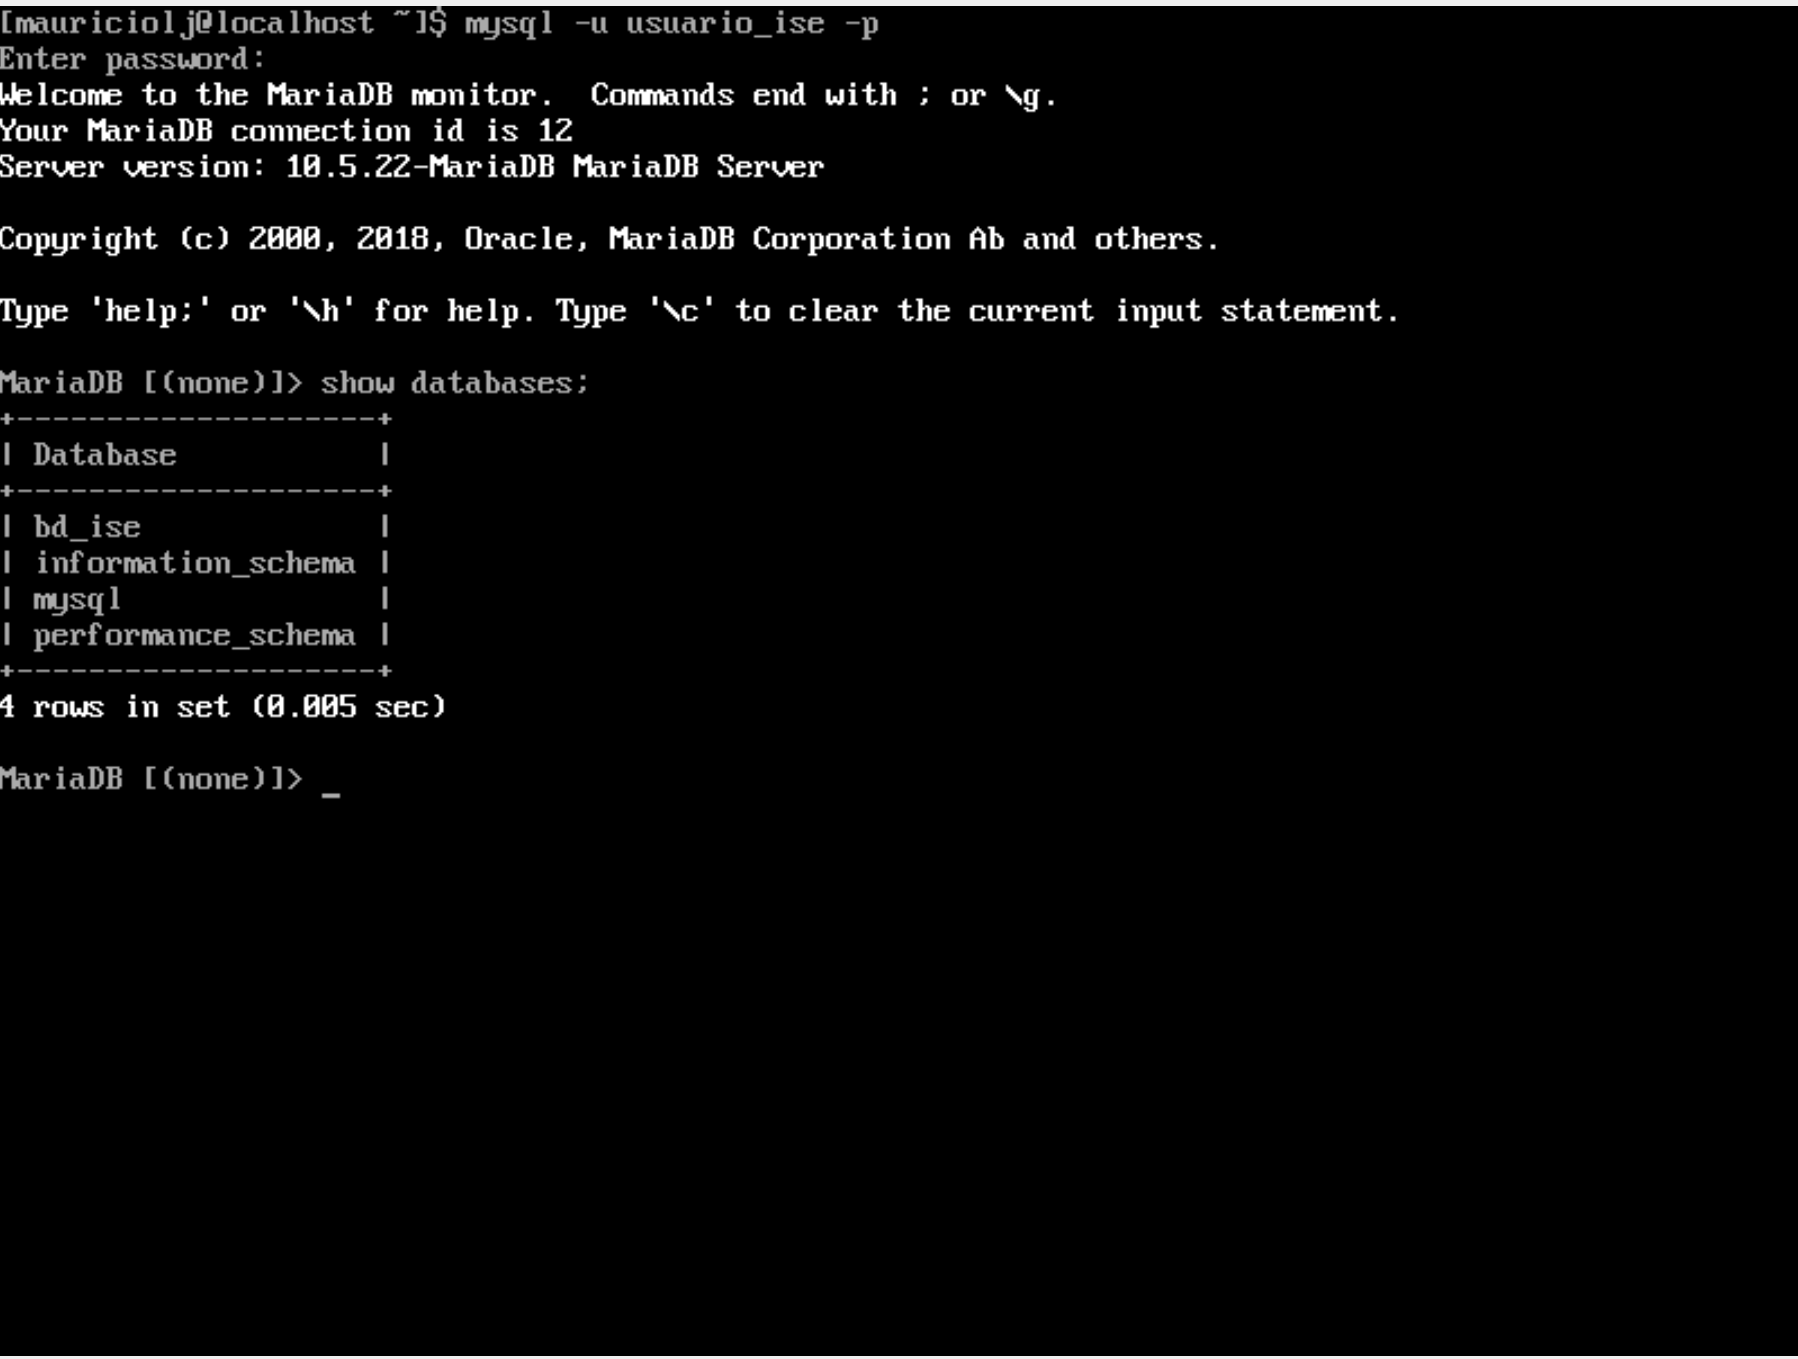 [mauriciolj@localhost ~]$ mysql -u usuario_ise -p
Enter password:
Welcome to the MariaDB monitor.  Commands end with ; or \g.
Your MariaDB connection id is 12
Server version: 10.5.22-MariaDB MariaDB Server

Copyright (c) 2000, 2018, Oracle, MariaDB Corporation Ab and others.

Type 'help;' or '\h' for help. Type '\c' to clear the current input statement.

MariaDB [(none)]> show databases;
+--------------------+
| Database           |
+--------------------+
| bd_ise             |
| information_schema |
| mysql              |
| performance_schema |
+--------------------+
4 rows in set (0.005 sec)

MariaDB [(none)]> _